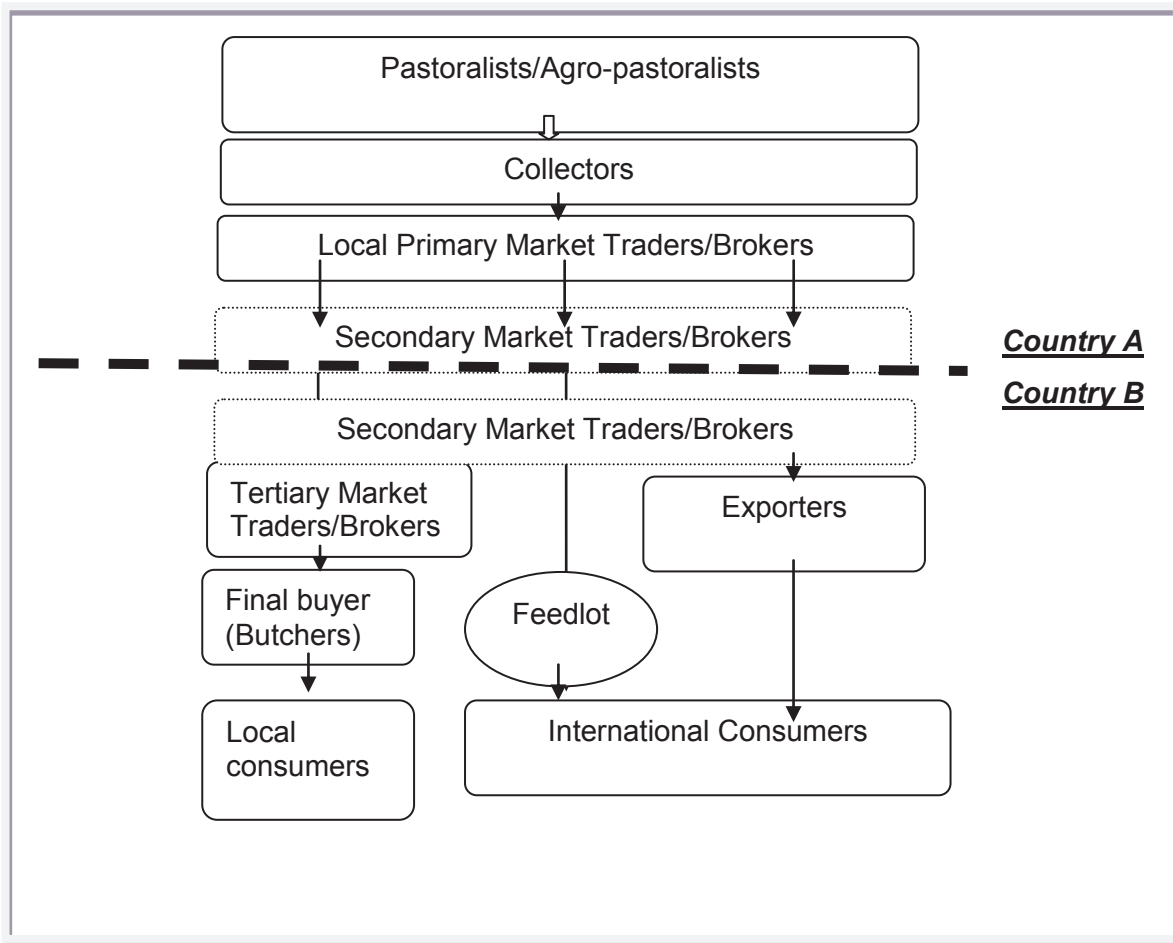 Pastoralists/Agro-pastoralists
Collectors
Local Primary Market Traders/Brokers
Secondary Market Traders/Brokers
Country A
Country B
Secondary Market Traders/Brokers
Tertiary Market
Traders/Brokers
Exporters
Final buyer
(Butchers)
Feedlot
Local
consumers
International Consumers